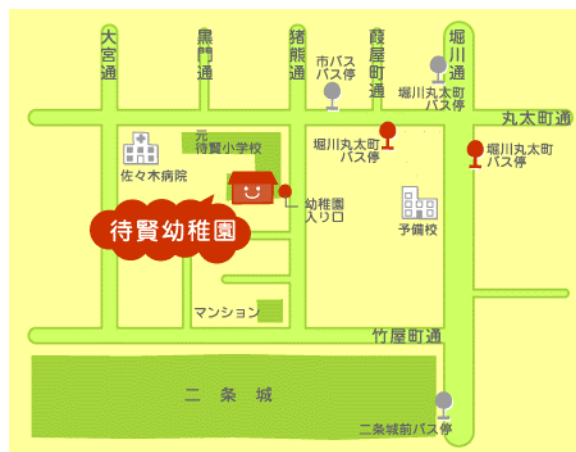 大宮通
黒門通
猪熊通
葭屋町通
堀川通
市バス
バス停
堀川丸太町
バス停
丸太町通
元
待賢小学校
堀川丸太町
バス停
堀川丸太町
バス停
佐々木病院
幼稚園
入り口
待賢幼稚園
予備校
マンション
竹屋町通
二条城
二条城前バス停